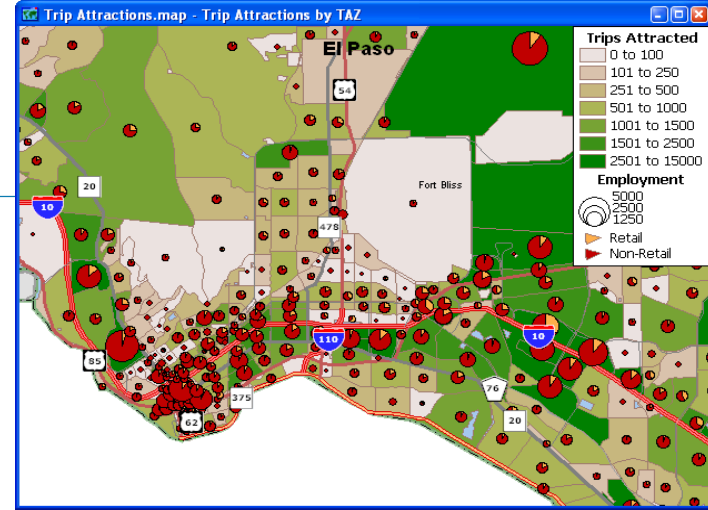 Trip Attractions.map - Trip Attractions by TAZ
El Paso
54
Fort Bliss
20
10
478
110
10
85
375
76
20
62
Trips Attracted
0 to 100
101 to 250
251 to 500
501 to 1000
1001 to 1500
1501 to 2500
2501 to 15000
Employment
5000
2500
1250
Retail
Non-Retail